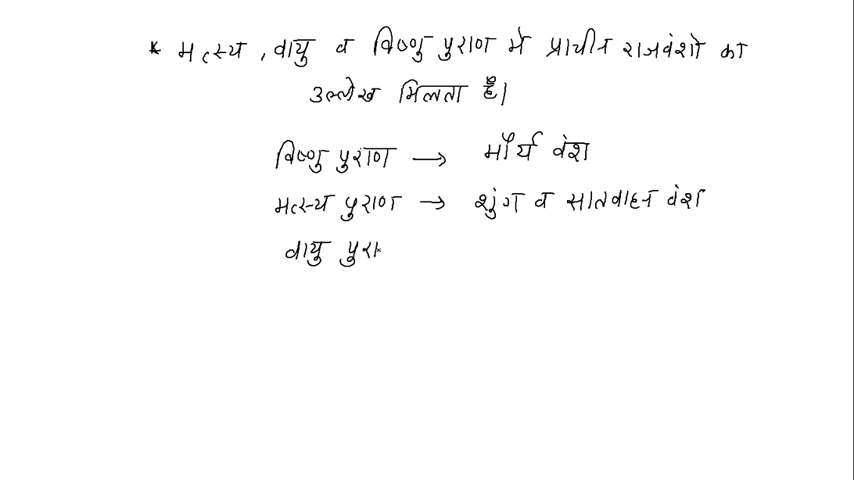 * मत्स्य, वायु व विष्णु पुराण में प्राचीन राजवंशो का
उल्लेख मिलता है।
विष्णु पुराण → मौर्य वंश
मत्स्य पुराण → शुंग व सातवाहन वंश
वायु पुरा